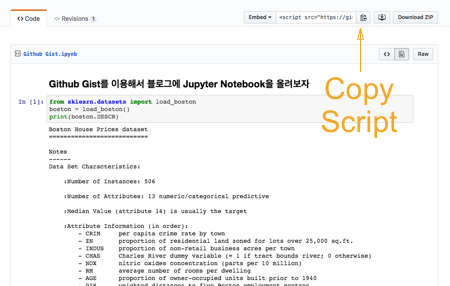 Code Revisions 1 Embed <script src="https://gi Download ZIP
Github Gist.ipynb Raw
Github Gist를 이용해서 블로그에 Jupyter Notebook을 올려보자
Copy
Script
In [1]: from sklearn.datasets import load_boston
boston = load_boston()
print(boston.DESCR)
Boston House Prices dataset
===========================
Notes
------
Data Set Characteristics:
:Number of Instances: 506
:Number of Attributes: 13 numeric/categorical predictive
:Median Value (attribute 14) is usually the target
:Attribute Information (in order):
- CRIM per capita crime rate by town
- ZN proportion of residential land zoned for lots over 25,000 sq.ft.
- INDUS proportion of non-retail business acres per town
- CHAS Charles River dummy variable (= 1 if tract bounds river; 0 otherwise)
- NOX nitric oxides concentration (parts per 10 million)
- RM average number of rooms per dwelling
- AGE proportion of owner-occupied units built prior to 1940
- DIS weighted distances to five Boston employment centres